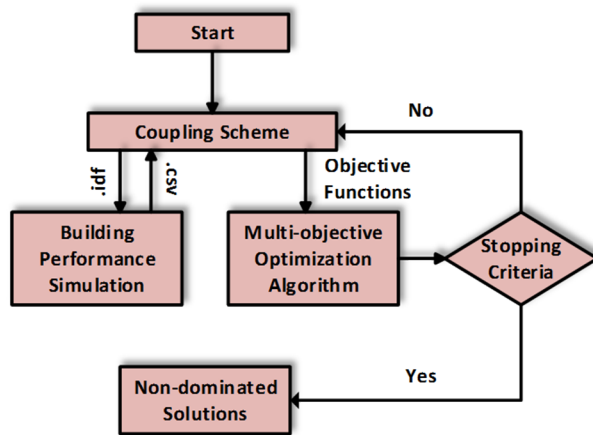 Start
Coupling Scheme
No
.idf
.csv
Objective
Functions
Building
Performance
Simulation
Multi-objective
Optimization
Algorithm
Stopping
Criteria
Yes
Non-dominated
Solutions